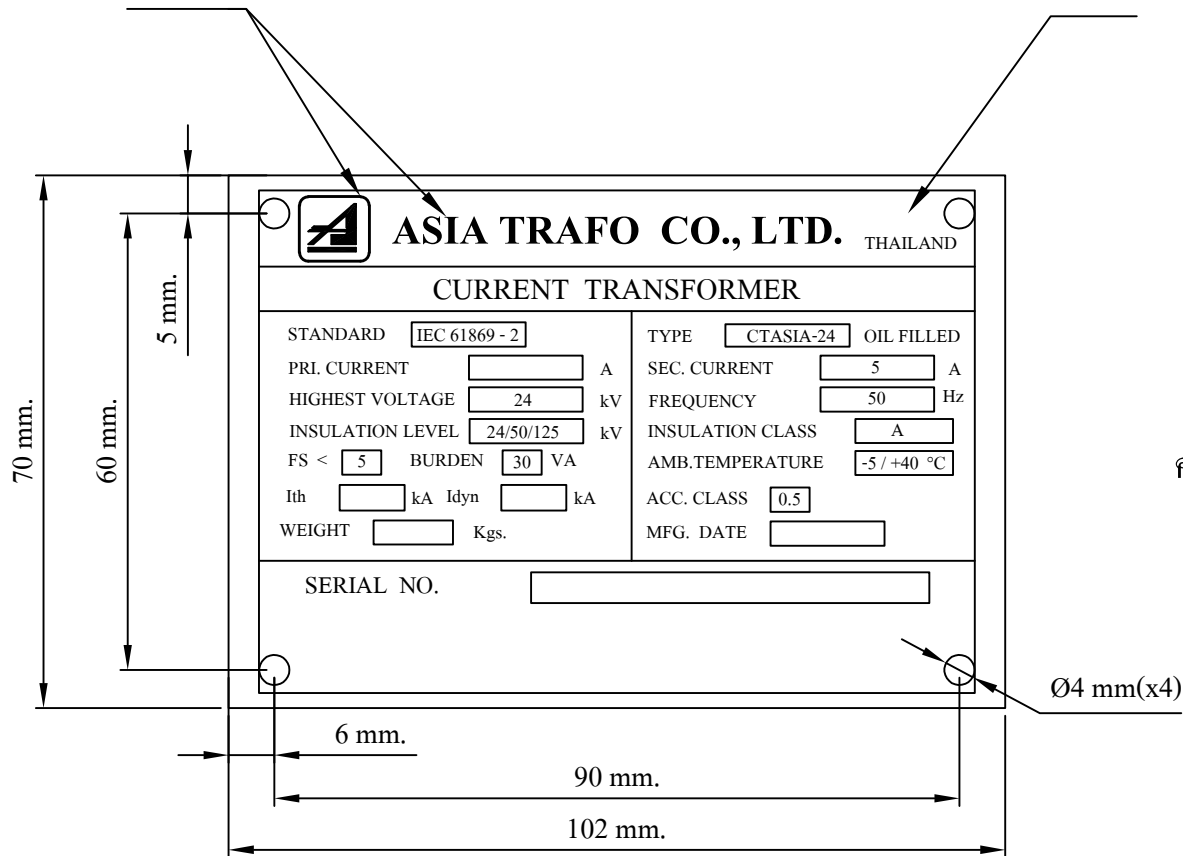 ASIA TRAFO CO., LTD. THAILAND
CURRENT TRANSFORMER
STANDARD IEC 61869 - 2
PRI. CURRENT A
HIGHEST VOLTAGE 24 kV
INSULATION LEVEL 24/50/125 kV
FS < 5 BURDEN 30 VA
Ith kA Idyn kA
WEIGHT Kgs.
TYPE CTASIA-24 OIL FILLED
SEC. CURRENT 5 A
FREQUENCY 50 Hz
INSULATION CLASS A
AMB.TEMPERATURE -5 / +40 °C
ACC. CLASS 0.5
MFG. DATE
SERIAL NO.
5 mm.
60 mm.
70 mm.
Ø4 mm(x4)
6 mm.
90 mm.
102 mm.